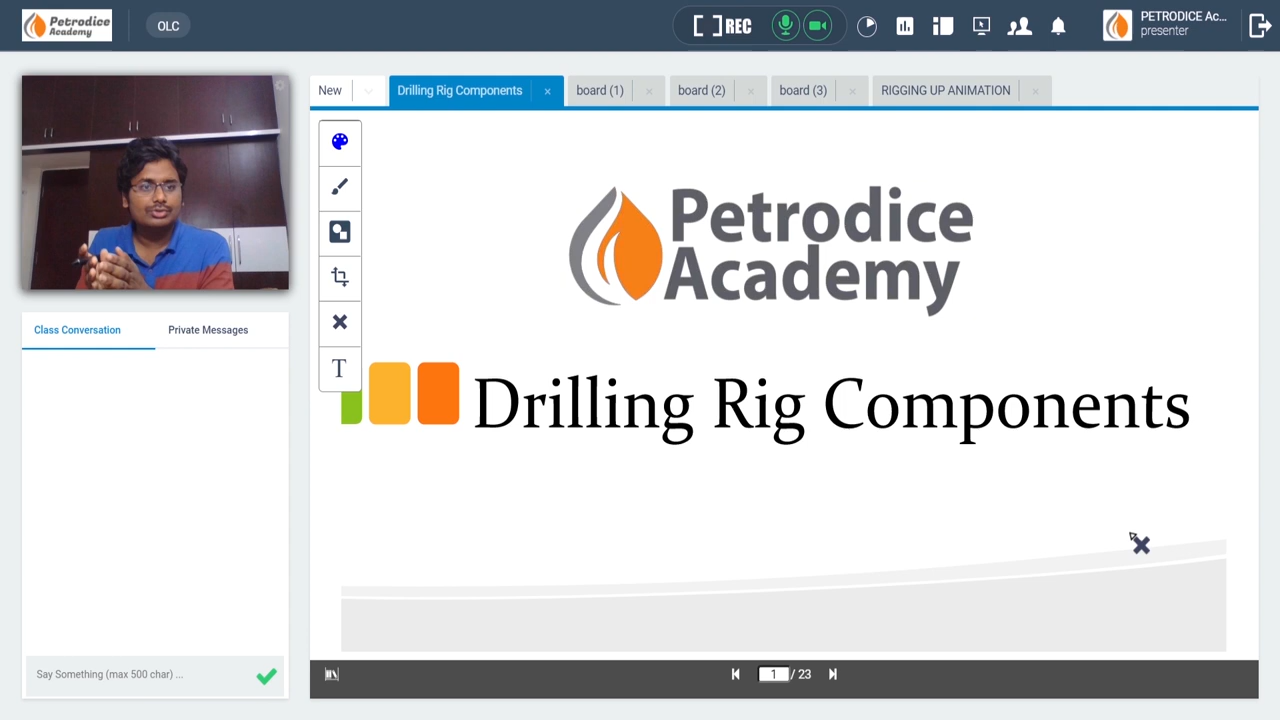 Petrodice
Academy
OLC
REC
PETRODICE Ac...
presenter
New
Drilling Rig Components
board (1)
board (2)
board (3)
RIGGING UP ANIMATION
Class Conversation
Private Messages
T
Petrodice
Academy
Drilling Rig Components
Say Something (max 500 char) ...
1 / 23